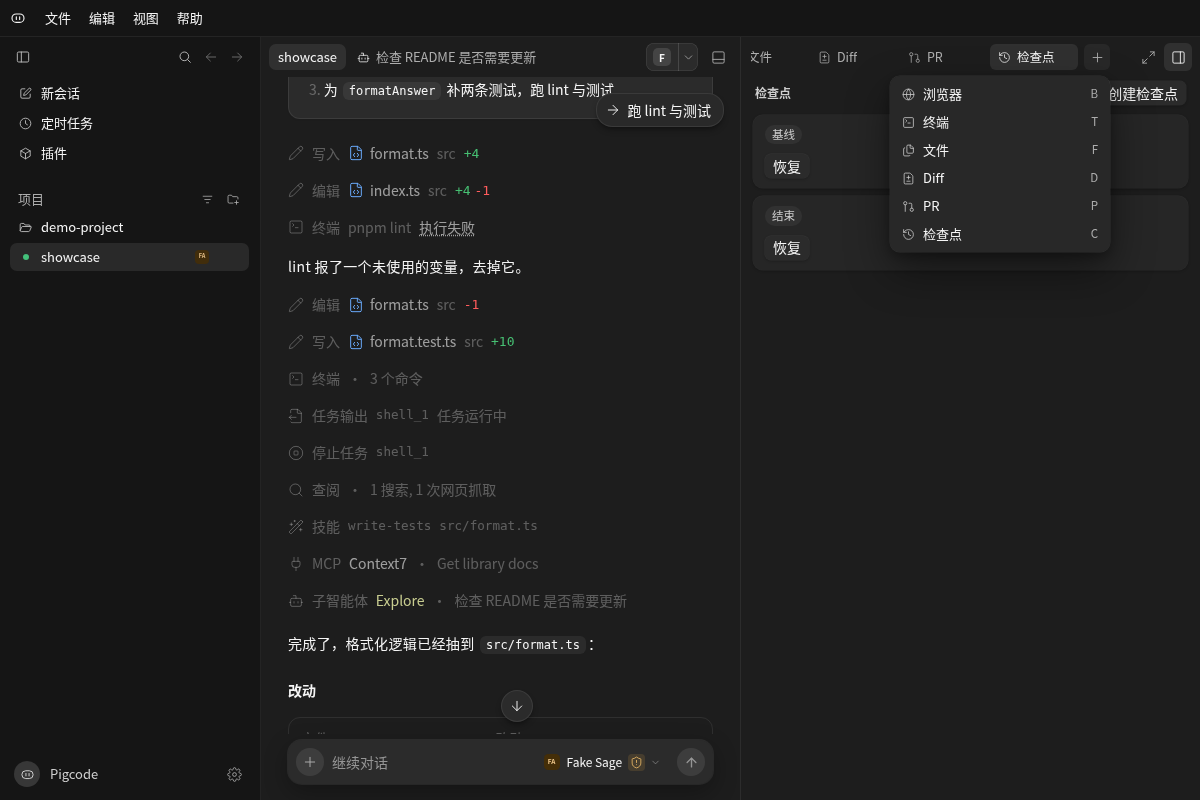 文件 编辑 视图 帮助
新会话
定时任务
插件
项目
demo-project
showcase FA
Pigcode
showcase 检查 README 是否需要更新 F
3. 为 formatAnswer 补两条测试，跑 lint 与测试
跑 lint 与测试
写入 format.ts src +4
编辑 index.ts src +4 -1
终端 pnpm lint 执行失败
lint 报了一个未使用的变量，去掉它。
编辑 format.ts src -1
写入 format.test.ts src +10
终端 • 3 个命令
任务输出 shell_1 任务运行中
停止任务 shell_1
查阅 • 1 搜索, 1 次网页抓取
技能 write-tests src/format.ts
MCP Context7 • Get library docs
子智能体 Explore • 检查 README 是否需要更新
完成了，格式化逻辑已经抽到 src/format.ts：
改动
继续对话 FA Fake Sage
文件 Diff PR 检查点
检查点 创建检查点
基线
恢复
结束
恢复
浏览器 B
终端 T
文件 F
Diff D
PR P
检查点 C